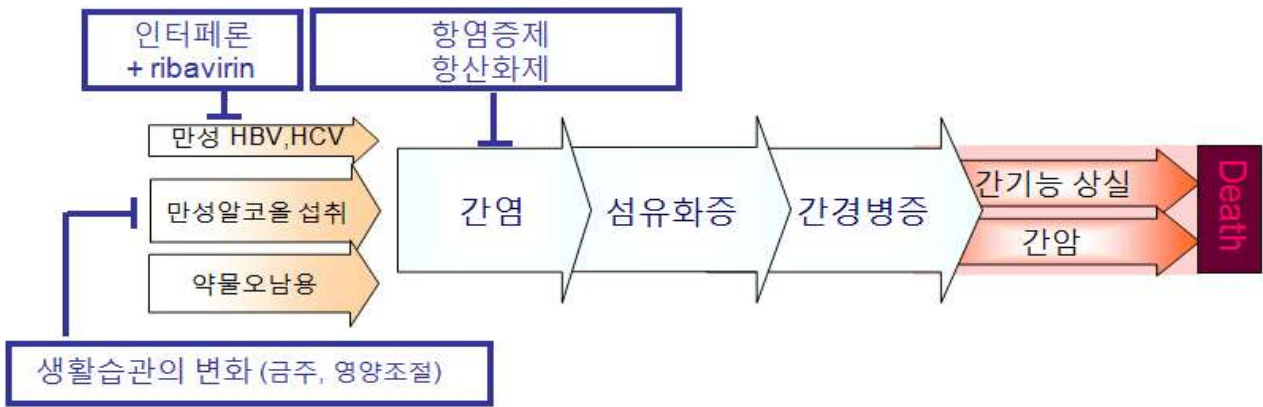 인터페론
+ ribavirin
항염증제
항산화제
만성 HBV,HCV
만성알코올 섭취
약물오남용
간염
섬유화증
간경병증
간기능 상실
간암
Death
생활습관의 변화 (금주, 영양조절)